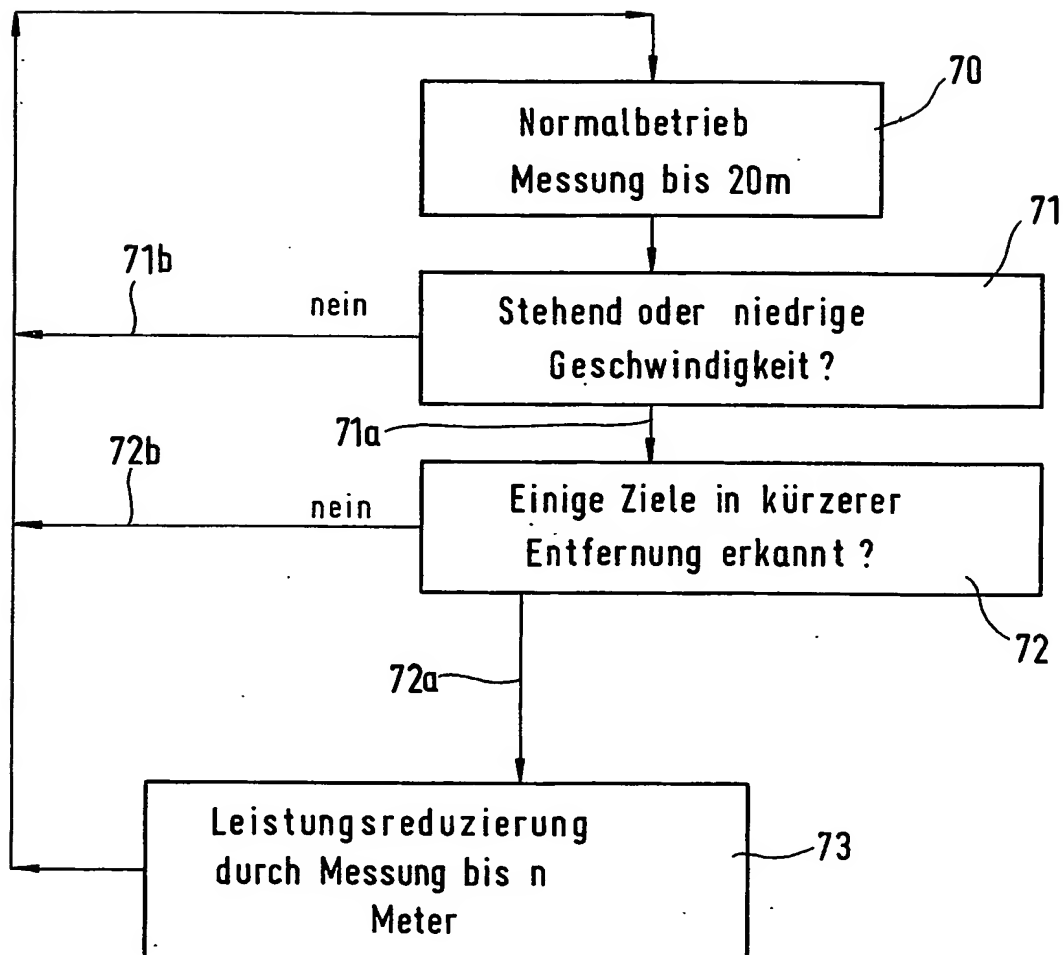 70
Normalbetrieb
Messung bis 20m
71
71b
nein
Stehend oder niedrige
Geschwindigkeit?
71a
72b
nein
Einige Ziele in kürzerer
Entfernung erkannt?
72
72a
Leistungsreduzierung
durch Messung bis n
Meter
73